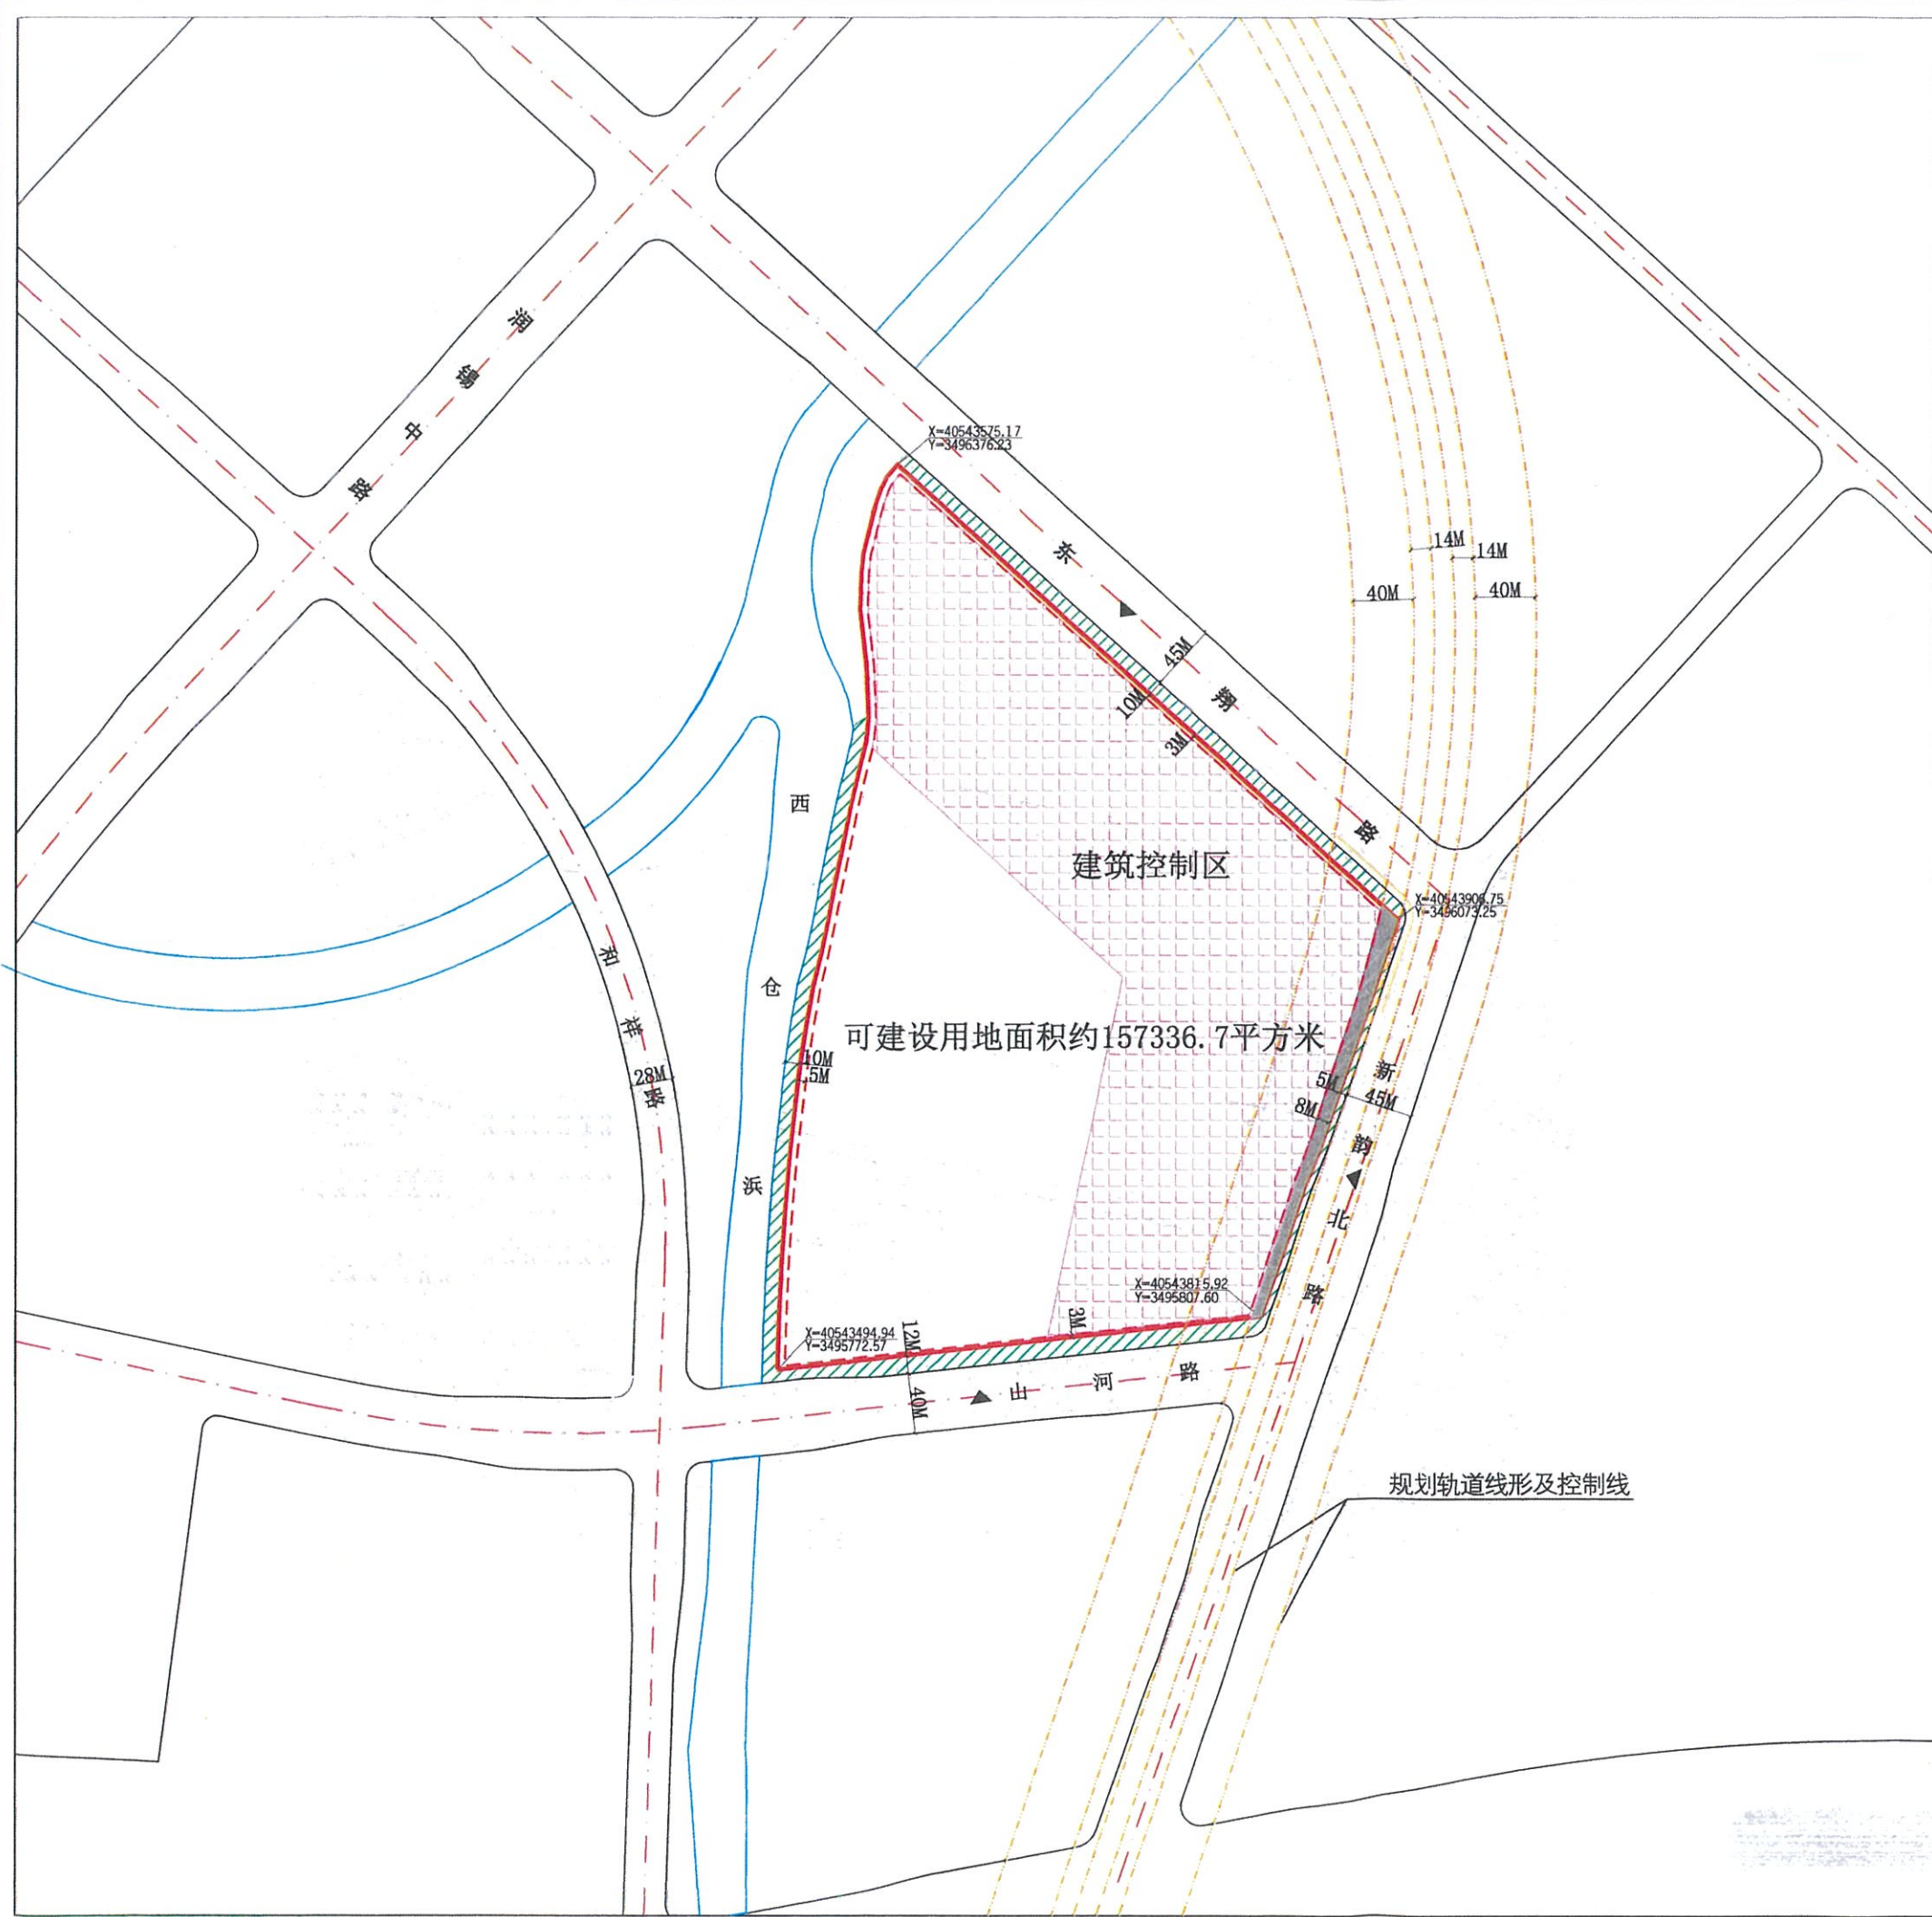 润锡中路
X=40543575.17
Y=3496376.23
东翔路
14M
14M
40M
40M
45M
10M
3M
西仓浜
建筑控制区
X=40543906.75
Y=3496073.25
和祥路
28M
可建设用地面积约157336.7平方米
10M
5M
5M
8M
45M
新韵北路
X=40543815.92
Y=3495807.60
X=40543494.94
Y=3495772.57
12M
3M
40M
山河路
规划轨道线形及控制线